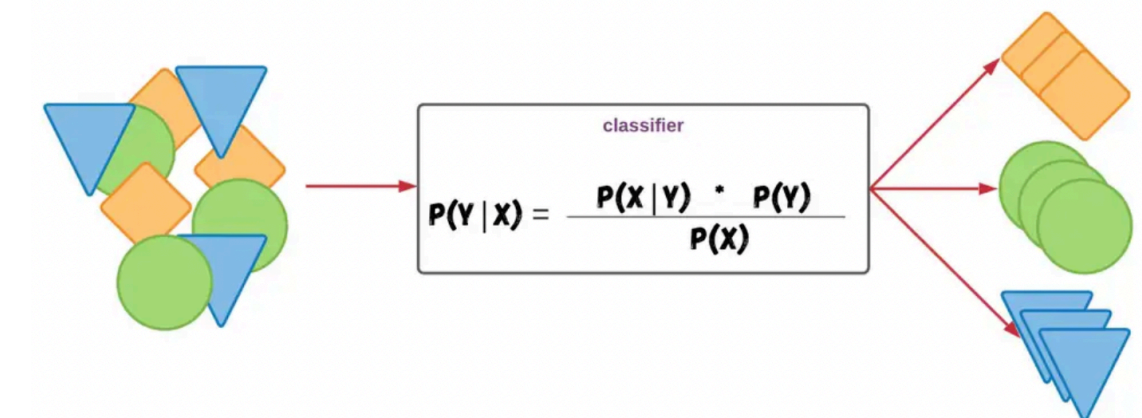 classifier
P(Y|X) = P(X|Y) * P(Y)
P(X)